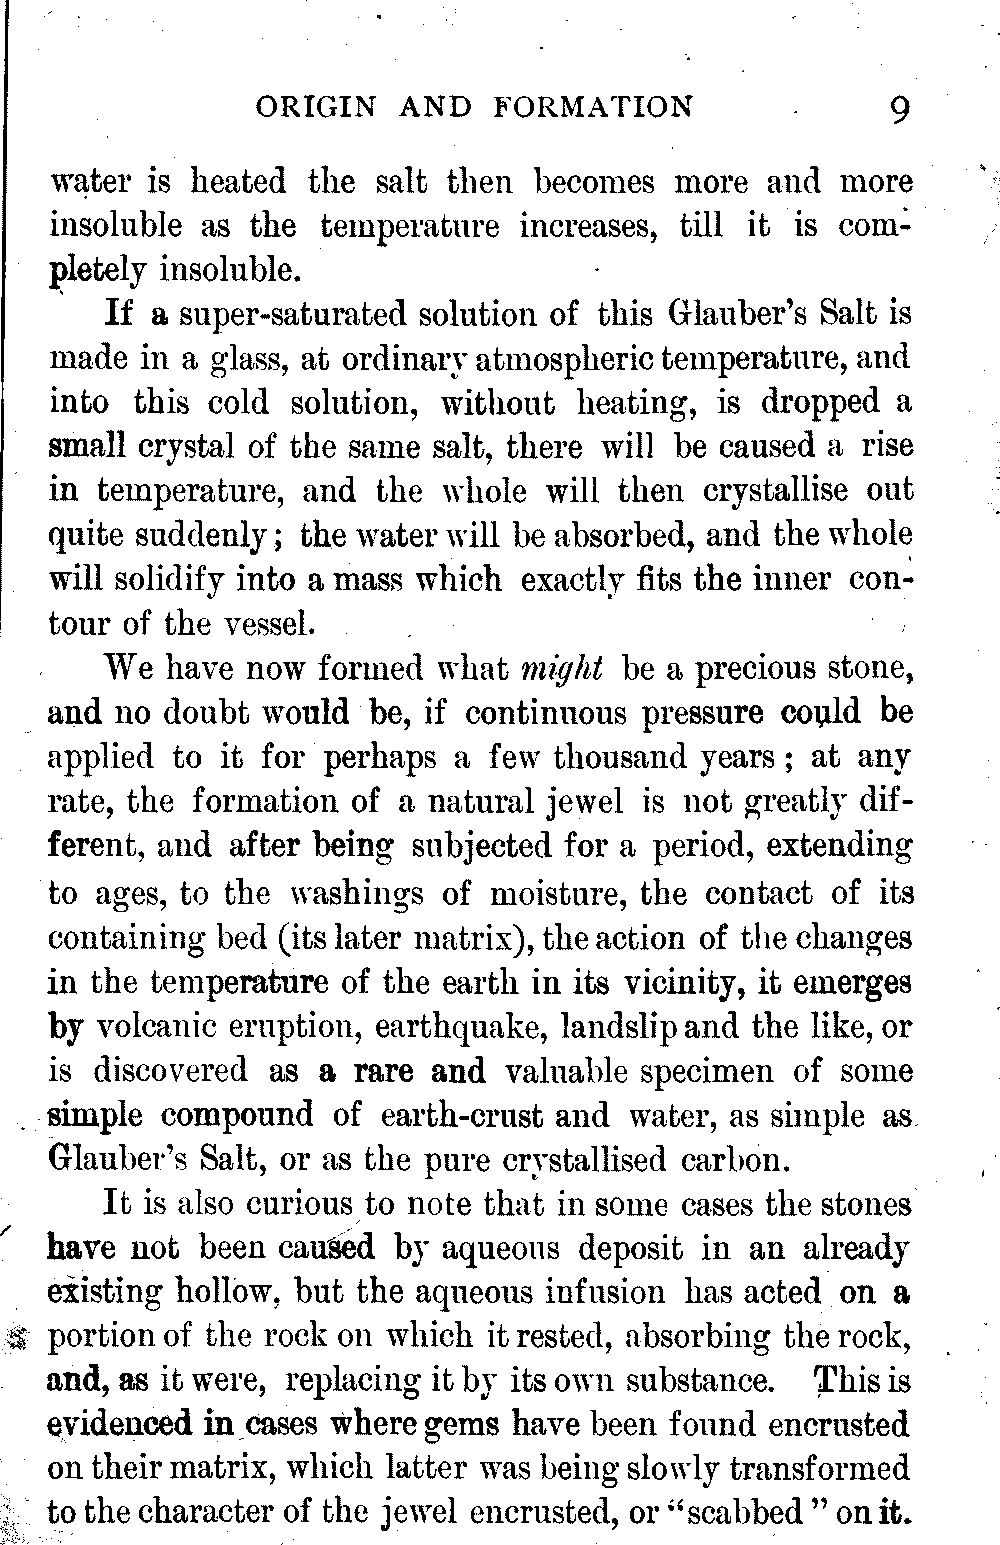 ORIGIN AND FORMATION 9
water is heated the salt then becomes more and more
insoluble as the temperature increases, till it is com-
pletely insoluble.
If a super-saturated solution of this Glauber's Salt is
made in a glass, at ordinary atmospheric temperature, and
into this cold solution, without heating, is dropped a
small crystal of the same salt, there will be caused a rise
in temperature, and the whole will then crystallise out
quite suddenly; the water will be absorbed, and the whole
will solidify into a mass which exactly fits the inner con-
tour of the vessel.
We have now formed what might be a precious stone,
and no doubt would be, if continuous pressure could be
applied to it for perhaps a few thousand years; at any
rate, the formation of a natural jewel is not greatly dif-
ferent, and after being subjected for a period, extending
to ages, to the washings of moisture, the contact of its
containing bed (its later matrix), the action of the changes
in the temperature of the earth in its vicinity, it emerges
by volcanic eruption, earthquake, landslip and the like, or
is discovered as a rare and valuable specimen of some
simple compound of earth-crust and water, as simple as
Glauber's Salt, or as the pure crystallised carbon.
It is also curious to note that in some cases the stones
have not been caused by aqueous deposit in an already
existing hollow, but the aqueous infusion has acted on a
portion of the rock on which it rested, absorbing the rock,
and, as it were, replacing it by its own substance. This is
evidenced in cases where gems have been found encrusted
on their matrix, which latter was being slowly transformed
to the character of the jewel encrusted, or "scabbed" on it.